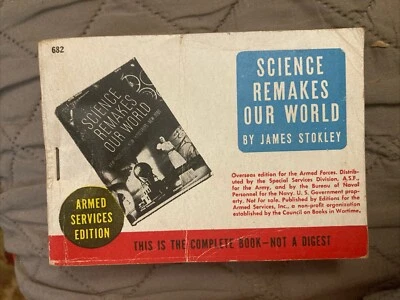 682
SCIENCE
REMAKES
OUR WORLD
BY JAMES STOKLEY
SCIENCE
REMAKES
OUR WORLD
Overseas edition for the Armed Forces. Distrib-
uted by the Special Services Division, A.S.F.,
for the Army, and by the Bureau of Naval
Personnel for the Navy. U. S. Government prop-
erty. Not for sale. Published by Editions for the
Armed Services, Inc., a non-profit organization
established by the Council on Books in Wartime.
ARMED
SERVICES
EDITION
THIS IS THE COMPLETE BOOK—NOT A DIGEST